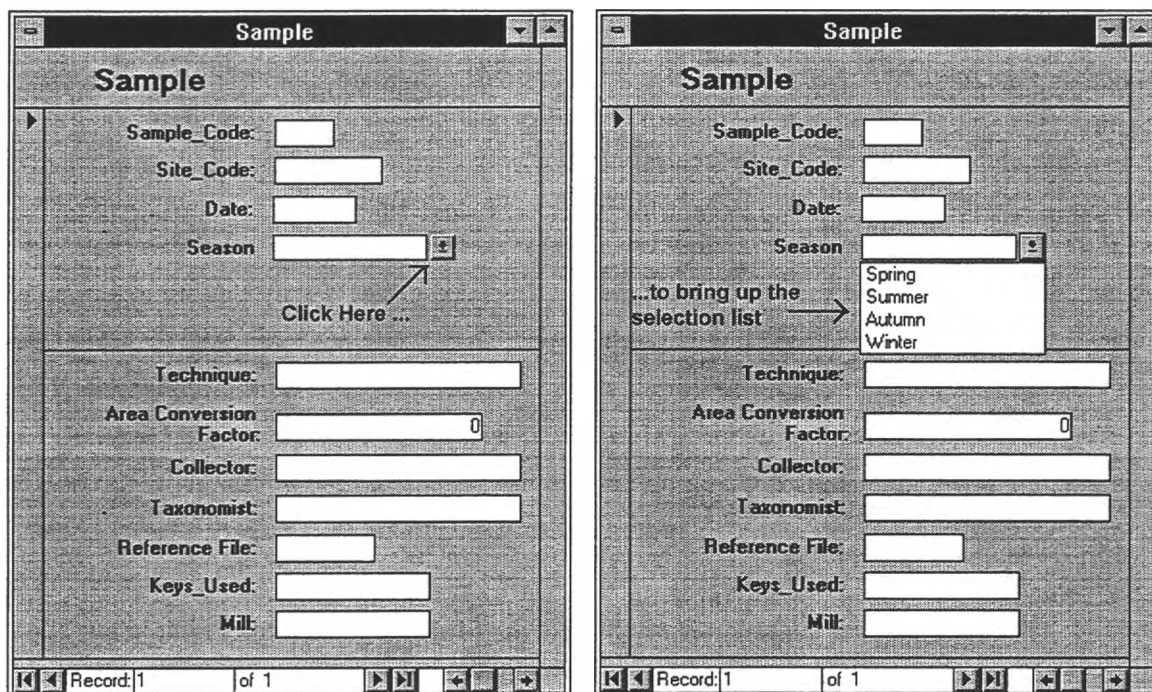 Sample
Sample
Sample_Code:
Site_Code:
Date:
Season
Click Here ...
Technique:
Area Conversion
Factor: 0
Collector:
Taxonomist:
Reference File:
Keys_Used:
Mill:
Record: 1 of 1
Sample
Sample
Sample_Code:
Site_Code:
Date:
Season
Spring
Summer
Autumn
Winter
...to bring up the
selection list
Technique:
Area Conversion
Factor: 0
Collector:
Taxonomist:
Reference File:
Keys_Used:
Mill:
Record: 1 of 1